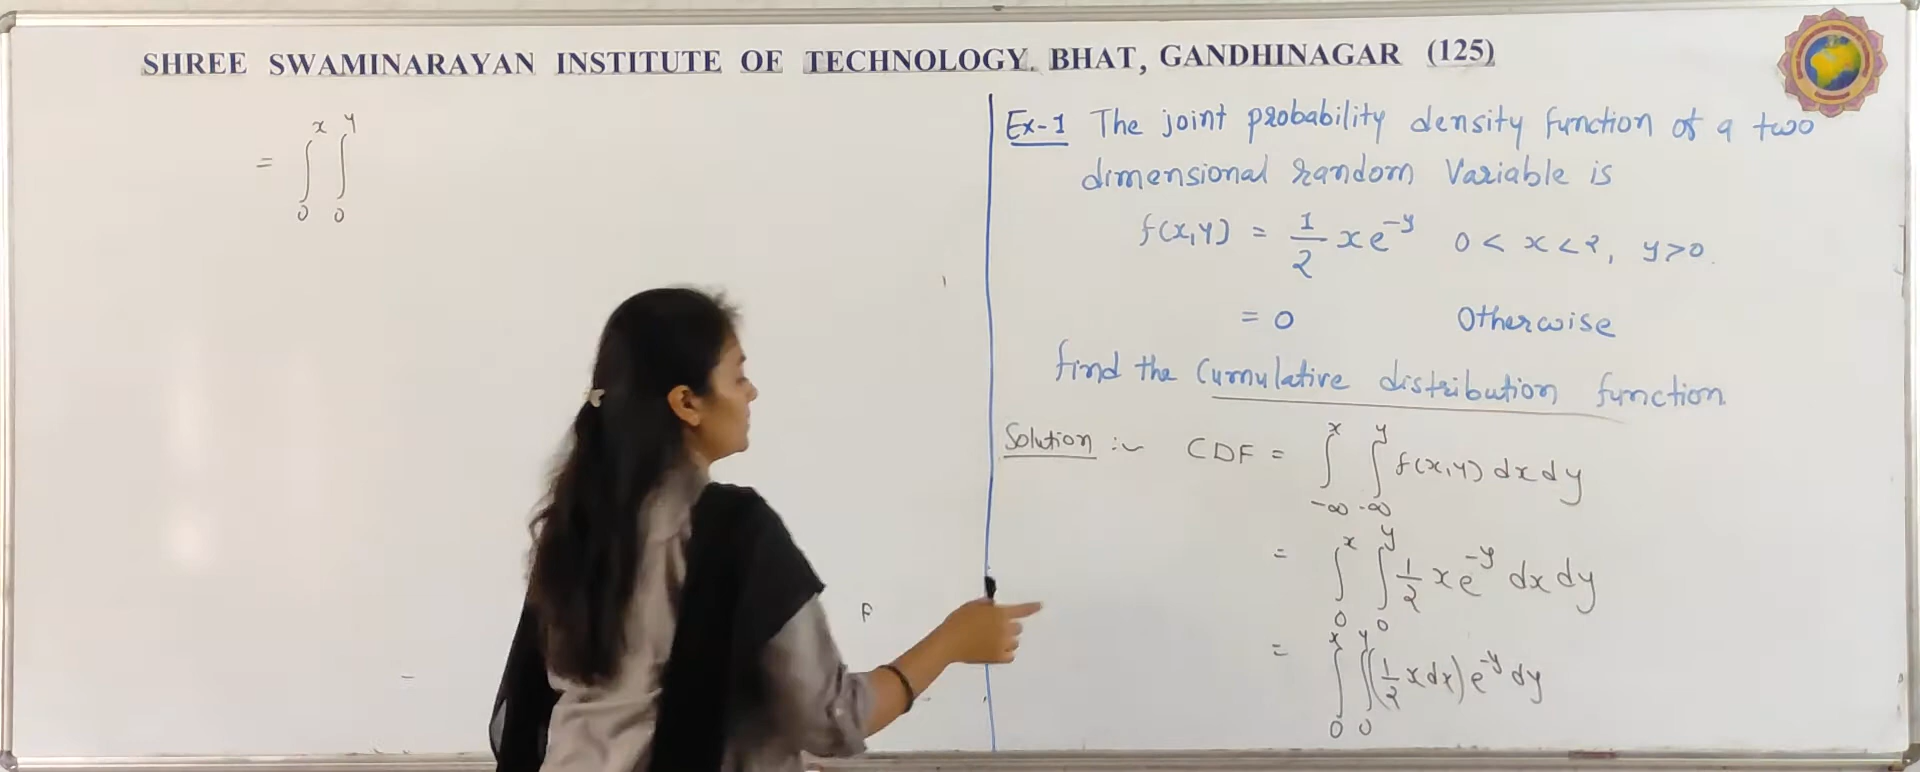 SHREE SWAMINARAYAN INSTITUTE OF TECHNOLOGY. BHAT, GANDHINAGAR (125)
= ∫₀ˣ ∫₀ʸ
Ex-1 The joint probability density function of a two
dimensional random Variable is
f(x,y) = 1/2 xe^-y 0 < x < 2, y>0.
= 0 Otherwise
find the Cumulative distribution function.
Solution :- CDF = ∫_-∞^x ∫_-∞^y f(x,y) dx dy
= ∫₀ˣ ∫₀ʸ 1/2 x e^-y dx dy
= ∫₀ˣ ∫₀ʸ (1/2 x dx) e^-y dy
F